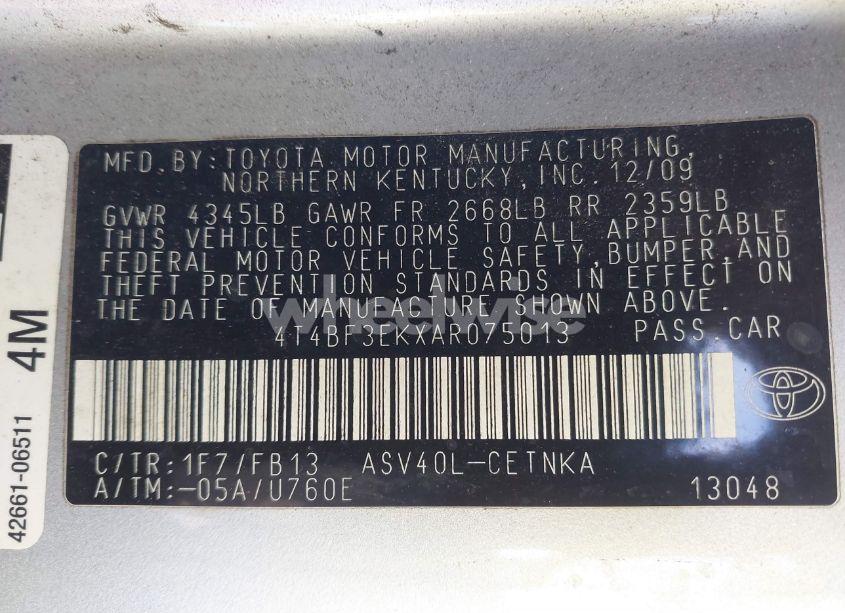 MFD. BY: TOYOTA MOTOR MANUFACTURING,
NORTHERN KENTUCKY, INC. 12/09
GVWR 4345LB GAWR FR 2668LB RR 2359LB
THIS VEHICLE CONFORMS TO ALL APPLICABLE
FEDERAL MOTOR VEHICLE SAFETY, BUMPER, AND
THEFT PREVENTION STANDARDS IN EFFECT ON
THE DATE OF MANUFACTURE SHOWN ABOVE.
wheelwise
4T4BF3EKXAR075013 PASS. CAR
C/TR: 1F7/FB13 ASV40L-CETNKA
A/TM: -05A/U760E 13048
42661-06511 4M